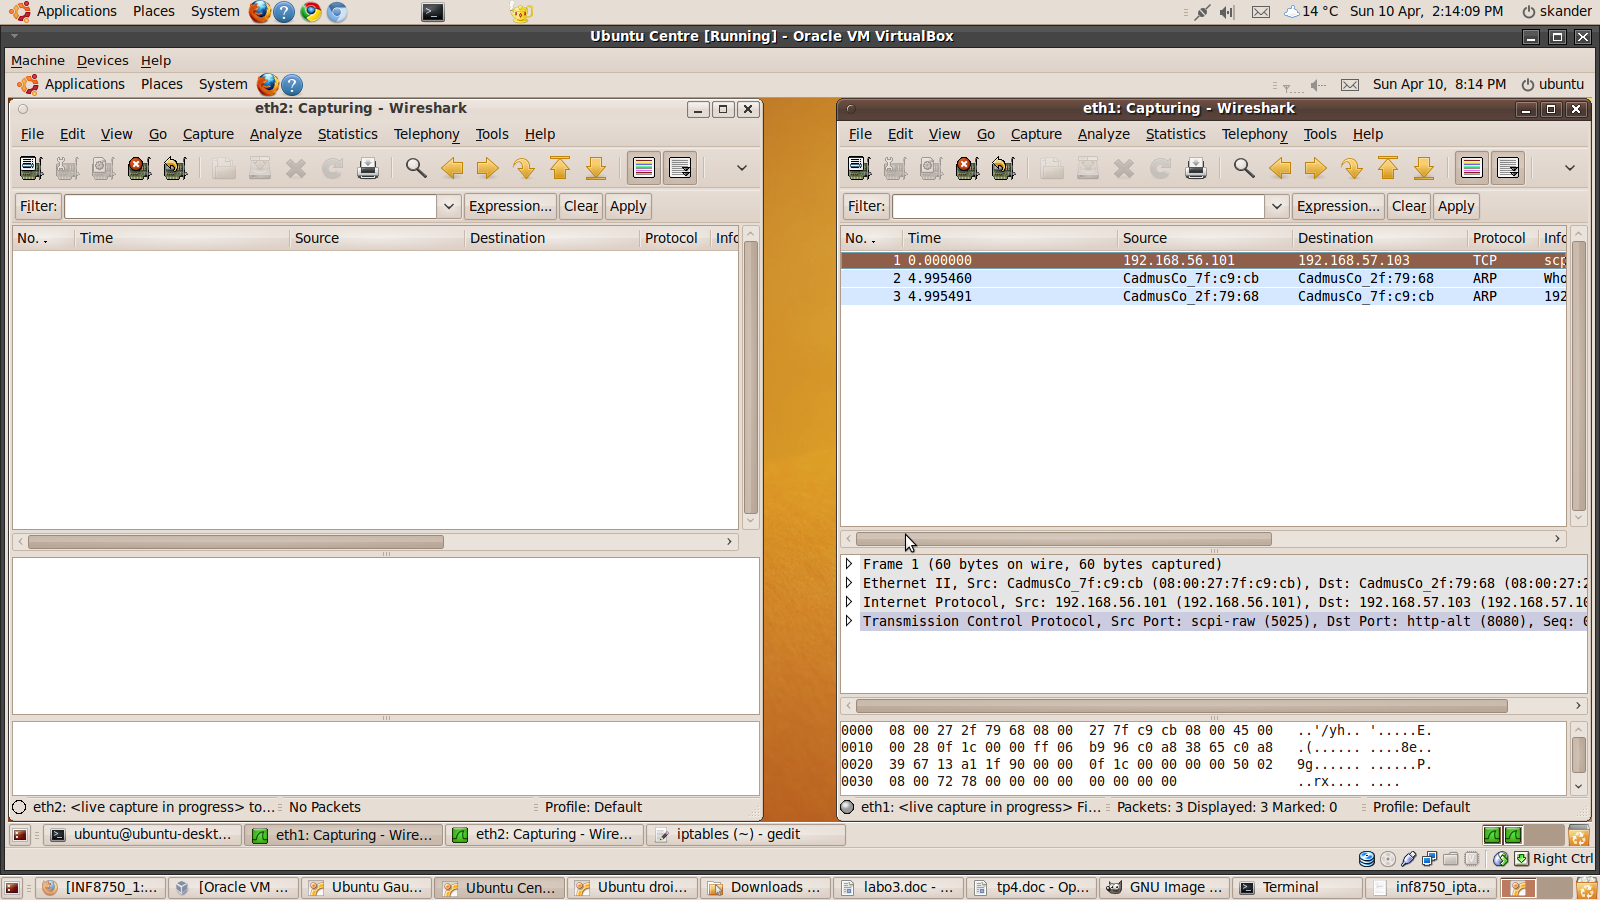 Applications Places System 14 °C Sun 10 Apr, 2:14:09 PM skander
Ubuntu Centre [Running] - Oracle VM VirtualBox
Machine Devices Help
Applications Places System Sun Apr 10, 8:14 PM ubuntu
eth2: Capturing - Wireshark
File Edit View Go Capture Analyze Statistics Telephony Tools Help
Filter: Expression... Clear Apply
No. Time Source Destination Protocol Info
eth2: <live capture in progress> to... No Packets Profile: Default
eth1: Capturing - Wireshark
File Edit View Go Capture Analyze Statistics Telephony Tools Help
Filter: Expression... Clear Apply
No. Time Source Destination Protocol Info
1 0.000000 192.168.56.101 192.168.57.103 TCP scp
2 4.995460 CadmusCo_7f:c9:cb CadmusCo_2f:79:68 ARP Who
3 4.995491 CadmusCo_2f:79:68 CadmusCo_7f:c9:cb ARP 192
Frame 1 (60 bytes on wire, 60 bytes captured)
Ethernet II, Src: CadmusCo_7f:c9:cb (08:00:27:7f:c9:cb), Dst: CadmusCo_2f:79:68 (08:00:27:2
Internet Protocol, Src: 192.168.56.101 (192.168.56.101), Dst: 192.168.57.103 (192.168.57.10
Transmission Control Protocol, Src Port: scpi-raw (5025), Dst Port: http-alt (8080), Seq: 0
0000 08 00 27 2f 79 68 08 00 27 7f c9 cb 08 00 45 00 ..'/yh.. '.....E.
0010 00 28 0f 1c 00 00 ff 06 b9 96 c0 a8 38 65 c0 a8 .(...... ....8e..
0020 39 67 13 a1 1f 90 00 00 0f 1c 00 00 00 00 50 02 9g...... ......P.
0030 08 00 72 78 00 00 00 00 00 00 00 00 ..rx.... ....
eth1: <live capture in progress> Fi... Packets: 3 Displayed: 3 Marked: 0 Profile: Default
ubuntu@ubuntu-deskt... eth1: Capturing - Wire... eth2: Capturing - Wire... iptables (~) - gedit
Right Ctrl
[INF8750_1:... [Oracle VM ... Ubuntu Gau... Ubuntu Cen... Ubuntu droi... Downloads ... labo3.doc - ... tp4.doc - Op... GNU Image ... Terminal inf8750_ipta...